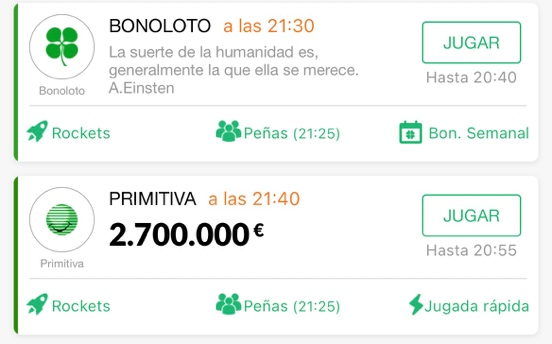 BONOLOTO a las 21:30
La suerte de la humanidad es,
generalmente la que ella se merece.
A.Einsten
Bonoloto
JUGAR
Hasta 20:40
Rockets
Peñas (21:25)
Bon. Semanal
PRIMITIVA a las 21:40
2.700.000€
Primitiva
JUGAR
Hasta 20:55
Rockets
Peñas (21:25)
Jugada rápida